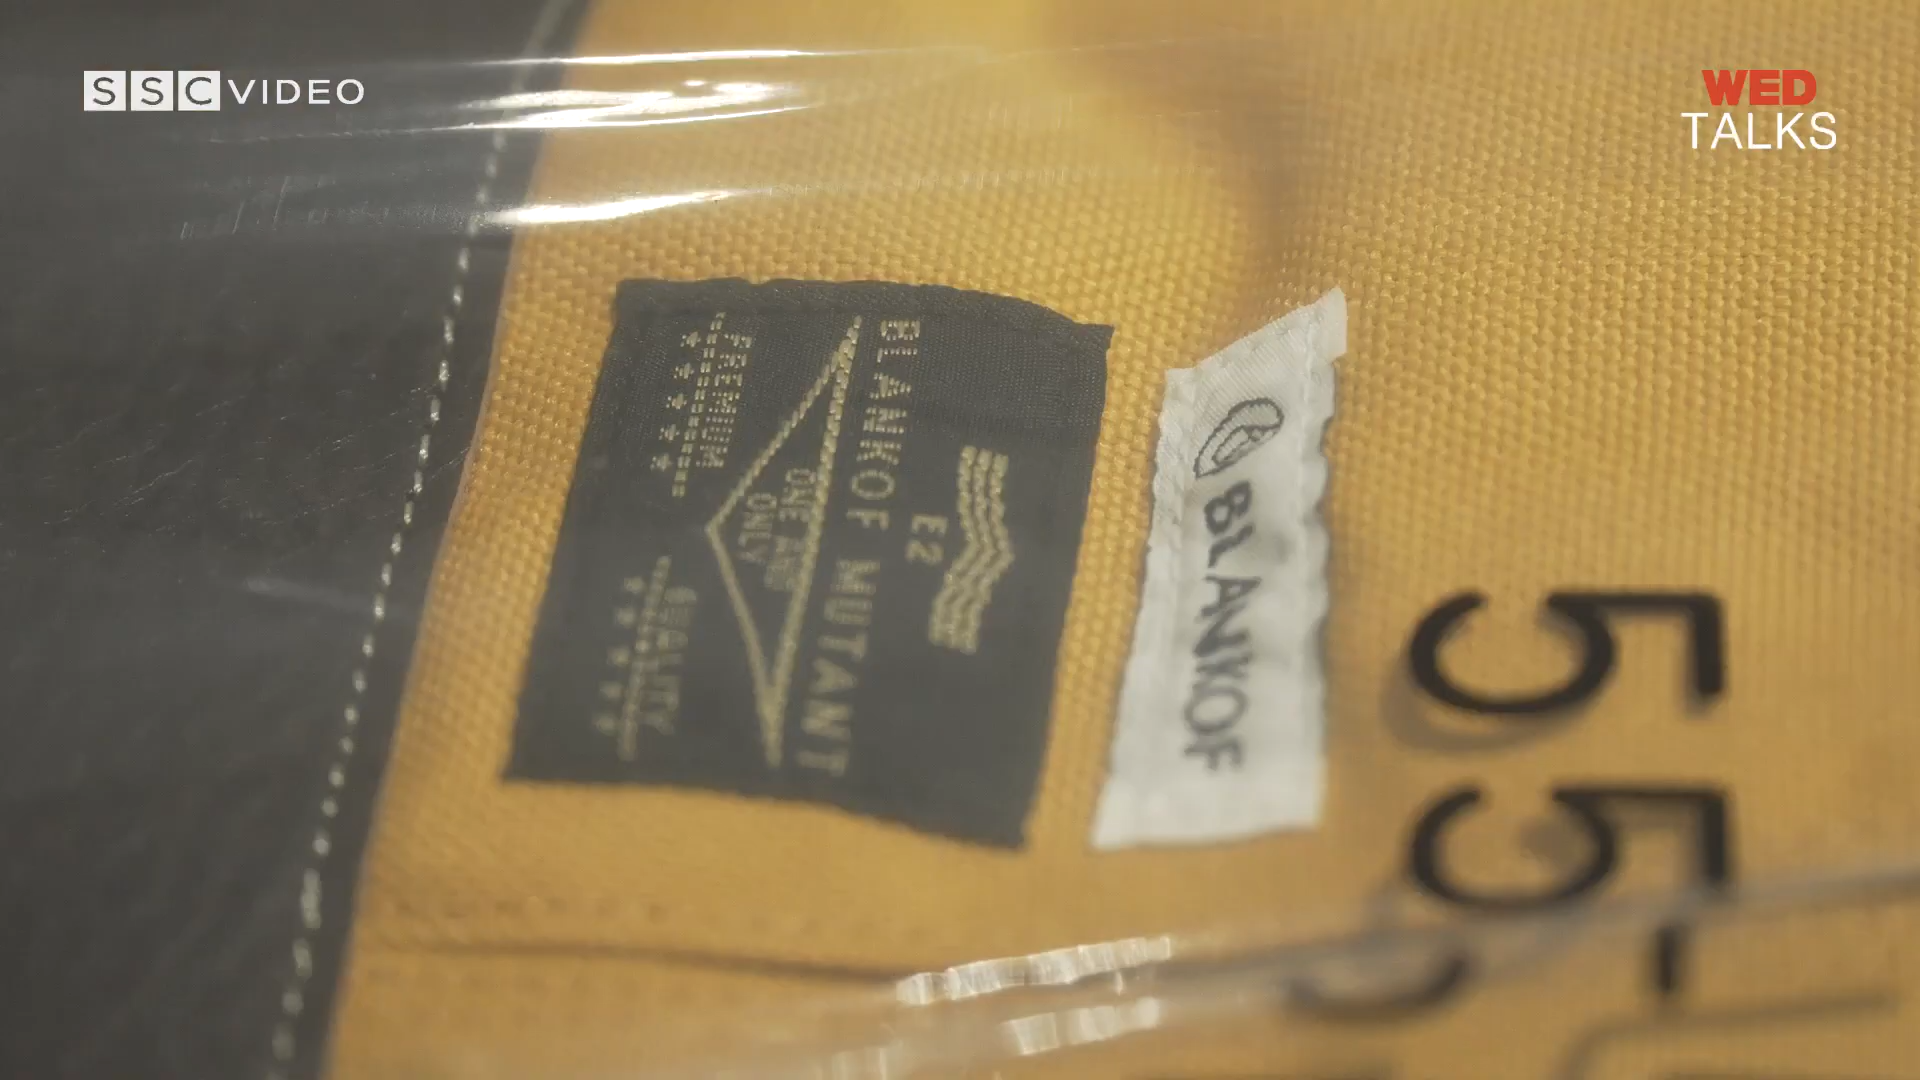 SSC VIDEO
WED
TALKS
E2
BLANKOF MUTANT
ONE AND
ONLY
PREMIUM
QUALITY
BLANKOF
55